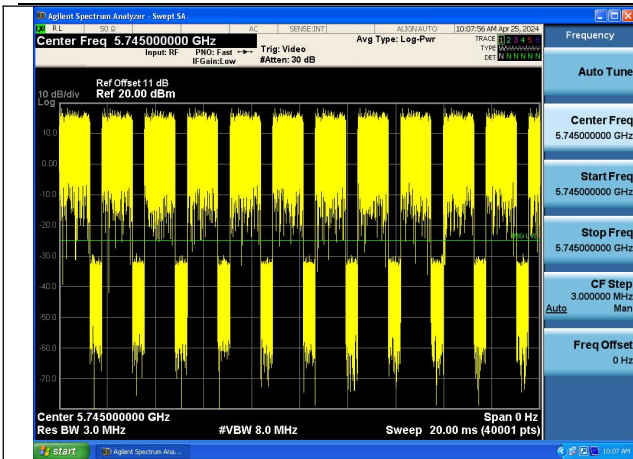 Agilent Spectrum Analyzer - Swept SA
RL 50 Ω AC SENSE:INT ALIGN AUTO 10:07:56 AM Apr 25, 2024
Center Freq 5.745000000 GHz
Input: RF PNO: Fast Trig: Video Avg Type: Log-Pwr TRACE 1 2 3 4 5 6
IFGain:Low #Atten: 30 dB TYPE
DET N N N N N N
Ref Offset 11 dB
10 dB/div Ref 20.00 dBm
Log
10.0
0.00
-10.0
-20.0
-30.0
-40.0
-50.0
-60.0
-70.0
Center 5.745000000 GHz Span 0 Hz
Res BW 3.0 MHz #VBW 8.0 MHz Sweep 20.00 ms (40001 pts)
Frequency
Auto Tune
Center Freq
5.745000000 GHz
Start Freq
5.745000000 GHz
Stop Freq
5.745000000 GHz
CF Step
3.000000 MHz
Auto Man
Freq Offset
0 Hz
start Agilent Spectrum Ana... 10:07 AM